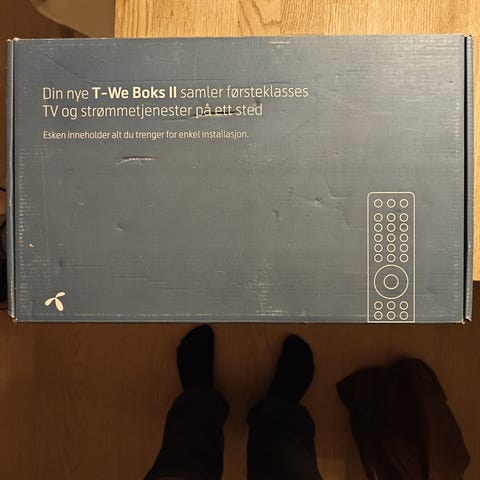 Din nye T-We Boks II samler førsteklasses
TV og strømmetjenester på ett sted
Esken inneholder alt du trenger for enkel installasjon.